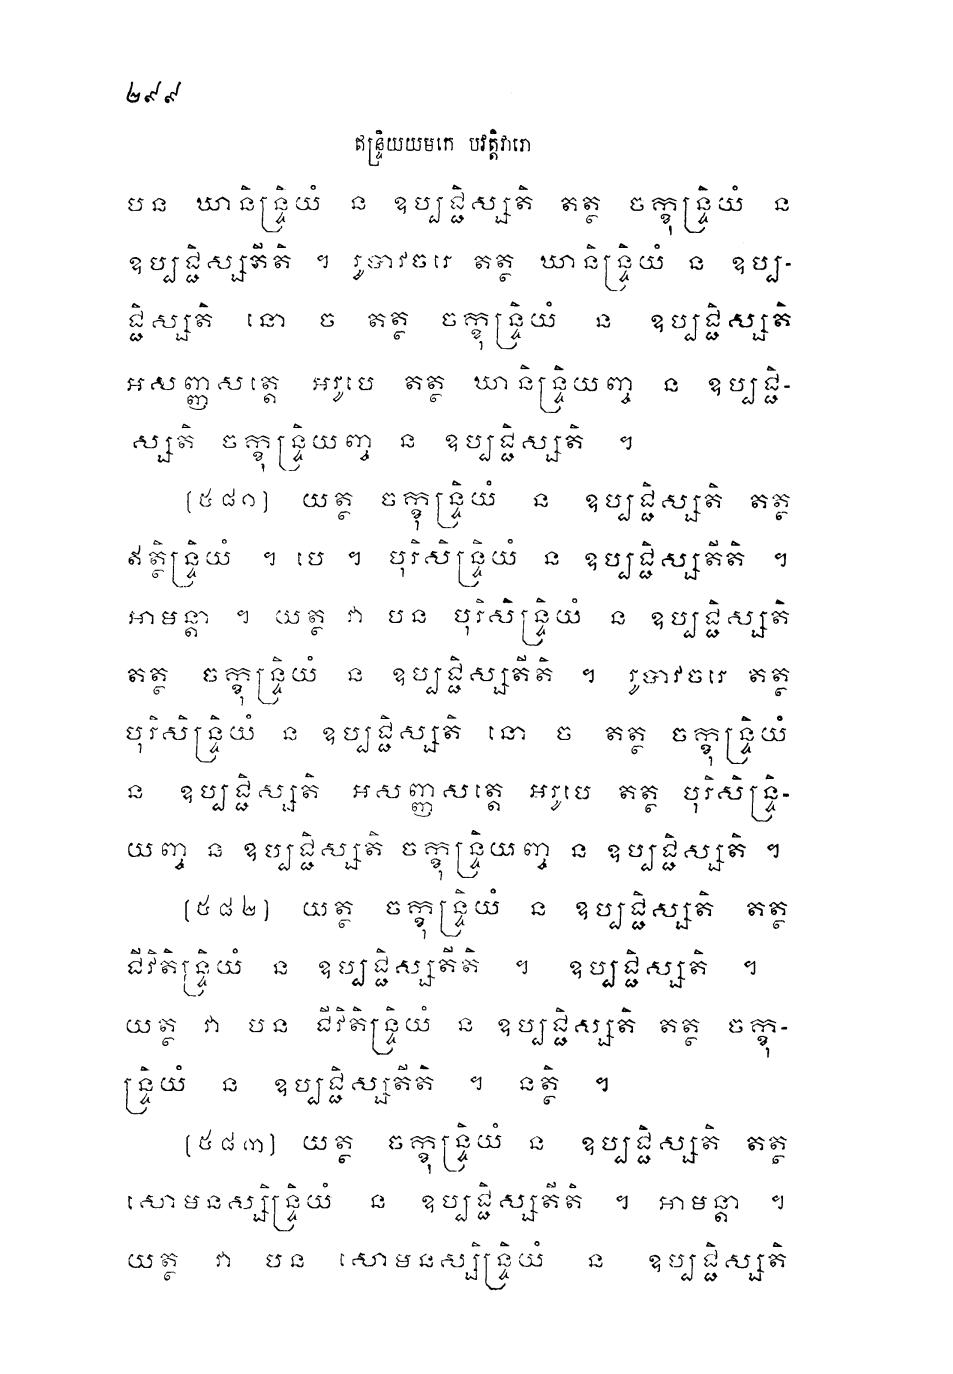 ២៩៩
ឥន្ទ្រិយយមកេ បវត្តិវារោ
បន ឃានិន្ទ្រិយំ ន ឧប្បជ្ជិស្សតិ តត្ថ ចក្ខុន្ទ្រិយំ ន
ឧប្បជ្ជិស្សតីតិ ។ រូបាវចរេ តត្ថ ឃានិន្ទ្រិយំ ន ឧប្ប-
ជ្ជិស្សតិ នោ ច តត្ថ ចក្ខុន្ទ្រិយំ ន ឧប្បជ្ជិស្សតិ
អសញ្ញសត្តេ អរូបេ តត្ថ ឃានិន្ទ្រិយញ្ច ន ឧប្បជ្ជិ-
ស្សតិ ចក្ខុន្ទ្រិយញ្ច ន ឧប្បជ្ជិស្សតិ ។
(៥៨១) យត្ថ ចក្ខុន្ទ្រិយំ ន ឧប្បជ្ជិស្សតិ តត្ថ
ឥត្ថិន្ទ្រិយំ ។ បេ ។ បុរិសិន្ទ្រិយំ ន ឧប្បជ្ជិស្សតីតិ ។
អាមន្តា ។ យត្ថ វា បន បុរិសិន្ទ្រិយំ ន ឧប្បជ្ជិស្សតិ
តត្ថ ចក្ខុន្ទ្រិយំ ន ឧប្បជ្ជិស្សតីតិ ។ រូបាវចរេ តត្ថ
បុរិសិន្ទ្រិយំ ន ឧប្បជ្ជិស្សតិ នោ ច តត្ថ ចក្ខុន្ទ្រិយំ
ន ឧប្បជ្ជិស្សតិ អសញ្ញសត្តេ អរូបេ តត្ថ បុរិសិន្ទ្រិ-
យញ្ច ន ឧប្បជ្ជិស្សតិ ចក្ខុន្ទ្រិយញ្ច ន ឧប្បជ្ជិស្សតិ ។
(៥៨២) យត្ថ ចក្ខុន្ទ្រិយំ ន ឧប្បជ្ជិស្សតិ តត្ថ
ជីវិតិន្ទ្រិយំ ន ឧប្បជ្ជិស្សតីតិ ។ ឧប្បជ្ជិស្សតិ ។
យត្ថ វា បន ជីវិតិន្ទ្រិយំ ន ឧប្បជ្ជិស្សតិ តត្ថ ចក្ខុ-
ន្ទ្រិយំ ន ឧប្បជ្ជិស្សតីតិ ។ នត្ថិ ។
(៥៨៣) យត្ថ ចក្ខុន្ទ្រិយំ ន ឧប្បជ្ជិស្សតិ តត្ថ
សោមនស្សិន្ទ្រិយំ ន ឧប្បជ្ជិស្សតីតិ ។ អាមន្តា ។
យត្ថ វា បន សោមនស្សិន្ទ្រិយំ ន ឧប្បជ្ជិស្សតិ